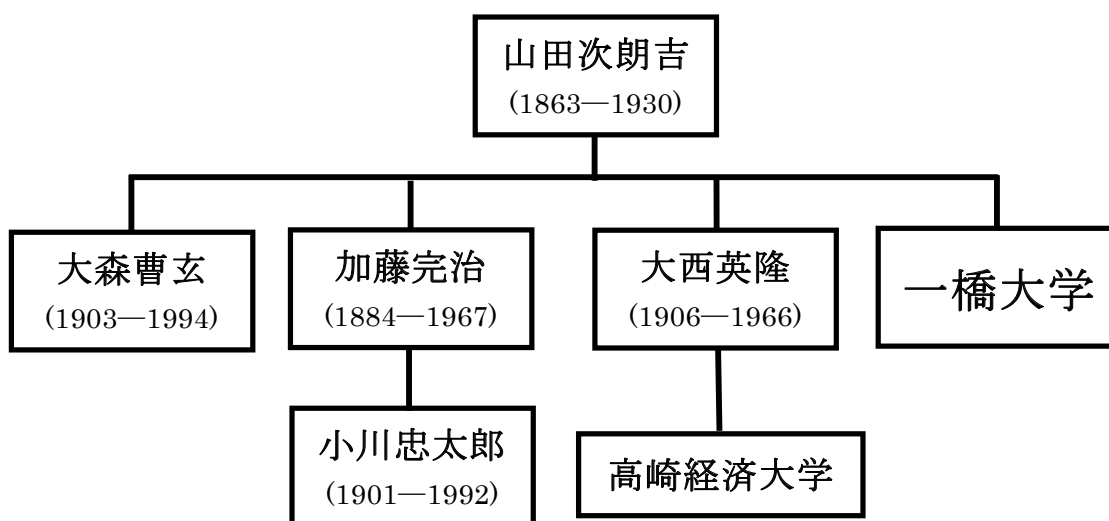 山田次朗吉
(1863—1930)
大森曹玄
(1903—1994)
加藤完治
(1884—1967)
大西英隆
(1906—1966)
一橋大学
小川忠太郎
(1901—1992)
高崎経済大学